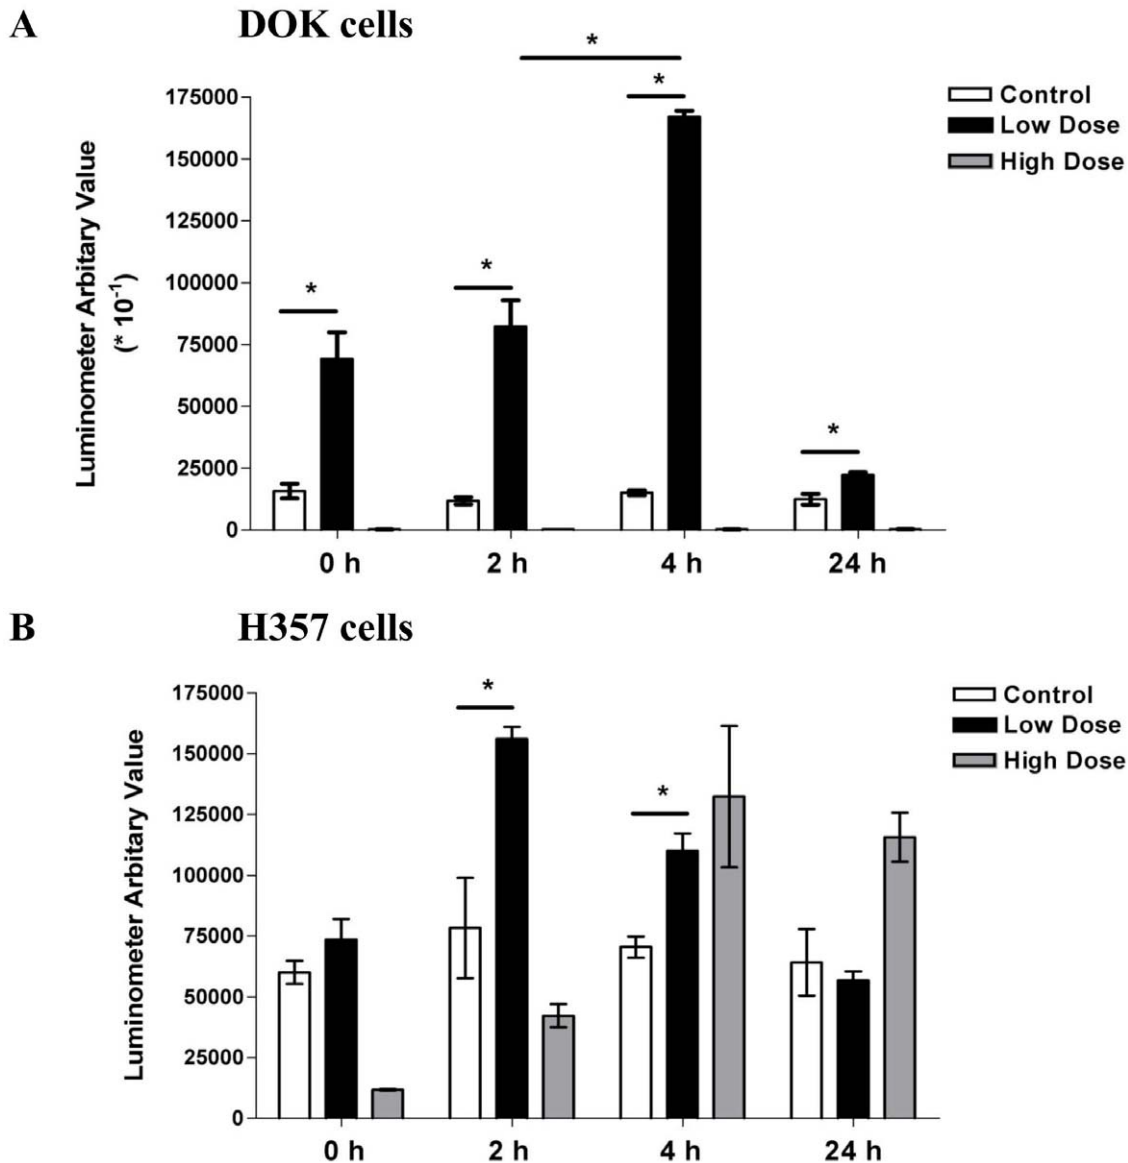 A
DOK cells
*
*
*
*
*
Control
Low Dose
High Dose
Luminometer Arbitary Value
(* 10⁻¹)
175000
150000
125000
100000
75000
50000
25000
0
0 h
2 h
4 h
24 h
B
H357 cells
*
*
Control
Low Dose
High Dose
Luminometer Arbitary Value
175000
150000
125000
100000
75000
50000
25000
0
0 h
2 h
4 h
24 h